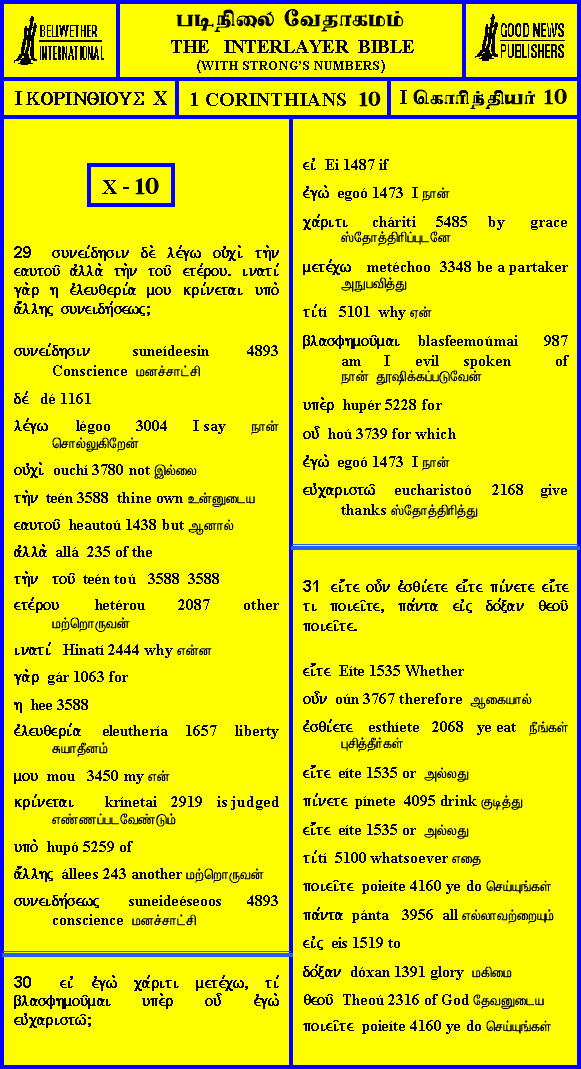 BELLWETHER
INTERNATIONAL
படிநிலை வேதாகமம்
THE INTERLAYER BIBLE
(WITH STRONG'S NUMBERS)
GOOD NEWS
PUBLISHERS
I ΚΟΡΙΝΘΙΟΥΣ X
1 CORINTHIANS 10
I கொரிந்தியர் 10
X - 10
29 συνείδησιν δὲ λέγω οὐχὶ τὴν
εαυτοῦ ἀλλὰ τὴν τοῦ ετέρου. ινατί
γὰρ η ἐλευθερία μου κρίνεται υπὸ
ἄλλης συνειδήσεως;
συνείδησιν suneídeesin 4893
Conscience மனச்சாட்சி
δέ dé 1161
λέγω légoo 3004 I say நான்
சொல்லுகிறேன்
οὐχὶ ouchí 3780 not இல்லை
τὴν teén 3588 thine own உன்னுடைய
εαυτοῦ heautoú 1438 but ஆனால்
ἀλλὰ allá 235 of the
τὴν τοῦ teén toú 3588 3588
ετέρου hetérou 2087 other
மற்றொருவன்
ινατί Hinatí 2444 why என்ன
γὰρ gár 1063 for
η hee 3588
ἐλευθερία eleuthería 1657 liberty
சுயாதீனம்
μου mou 3450 my என்
κρίνεται krínetai 2919 is judged
எண்ணப்படவேண்டும்
υπὸ hupó 5259 of
ἄλλης állees 243 another மற்றொருவன்
συνειδήσεως suneideéseoos 4893
conscience மனச்சாட்சி
30 εἰ ἐγὼ χάριτι μετέχω, τί
βλασφημοῦμαι υπὲρ οὗ ἐγὼ
εὐχαριστῶ;
εἰ Ei 1487 if
ἐγὼ egoó 1473 I நான்
χάριτι cháriti 5485 by grace
ஸ்தோத்திரிப்புடனே
μετέχω metéchoo 3348 be a partaker
அநுபவித்து
τίτί 5101 why ஏன்
βλασφημοῦμαι blasfeemoúmai 987
am I evil spoken of
நான் தூஷிக்கப்படுவேன்
υπὲρ hupér 5228 for
οὗ hoú 3739 for which
ἐγὼ egoó 1473 I நான்
εὐχαριστῶ eucharistoó 2168 give
thanks ஸ்தோத்திரித்து
31 εἴτε οὖν ἐσθίετε εἴτε πίνετε εἴτε
τι ποιεῖτε, πάντα εἰς δόξαν θεοῦ
ποιεῖτε.
εἴτε Eíte 1535 Whether
οὖν oún 3767 therefore ஆகையால்
ἐσθίετε esthíete 2068 ye eat நீங்கள்
புசித்தீர்கள்
εἴτε eíte 1535 or அல்லது
πίνετε pínete 4095 drink குடித்து
εἴτε eíte 1535 or அல்லது
τίτί 5100 whatsoever எதை
ποιεῖτε poieíte 4160 ye do செய்யுங்கள்
πάντα pánta 3956 all எல்லாவற்றையும்
εἰς eis 1519 to
δόξαν dóxan 1391 glory மகிமை
θεοῦ Theoú 2316 of God தேவனுடைய
ποιεῖτε poieíte 4160 ye do செய்யுங்கள்